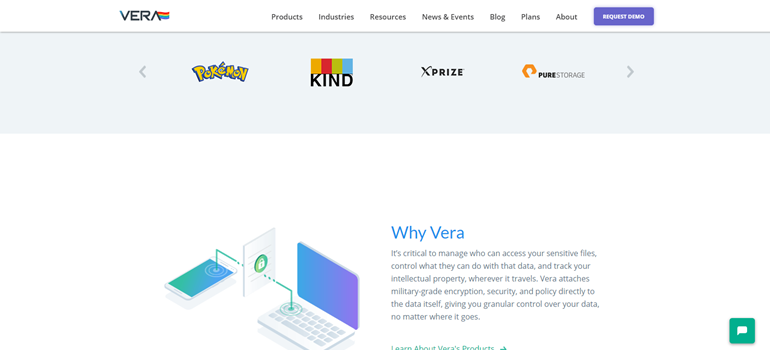 VERA
Products Industries Resources News & Events Blog Plans About REQUEST DEMO
Pokémon KIND XPRIZE PURESTORAGE
Why Vera
It's critical to manage who can access your sensitive files,
control what they can do with that data, and track your
intellectual property, wherever it travels. Vera attaches
military-grade encryption, security, and policy directly to
the data itself, giving you granular control over your data,
no matter where it goes.
Learn About Vera's Products